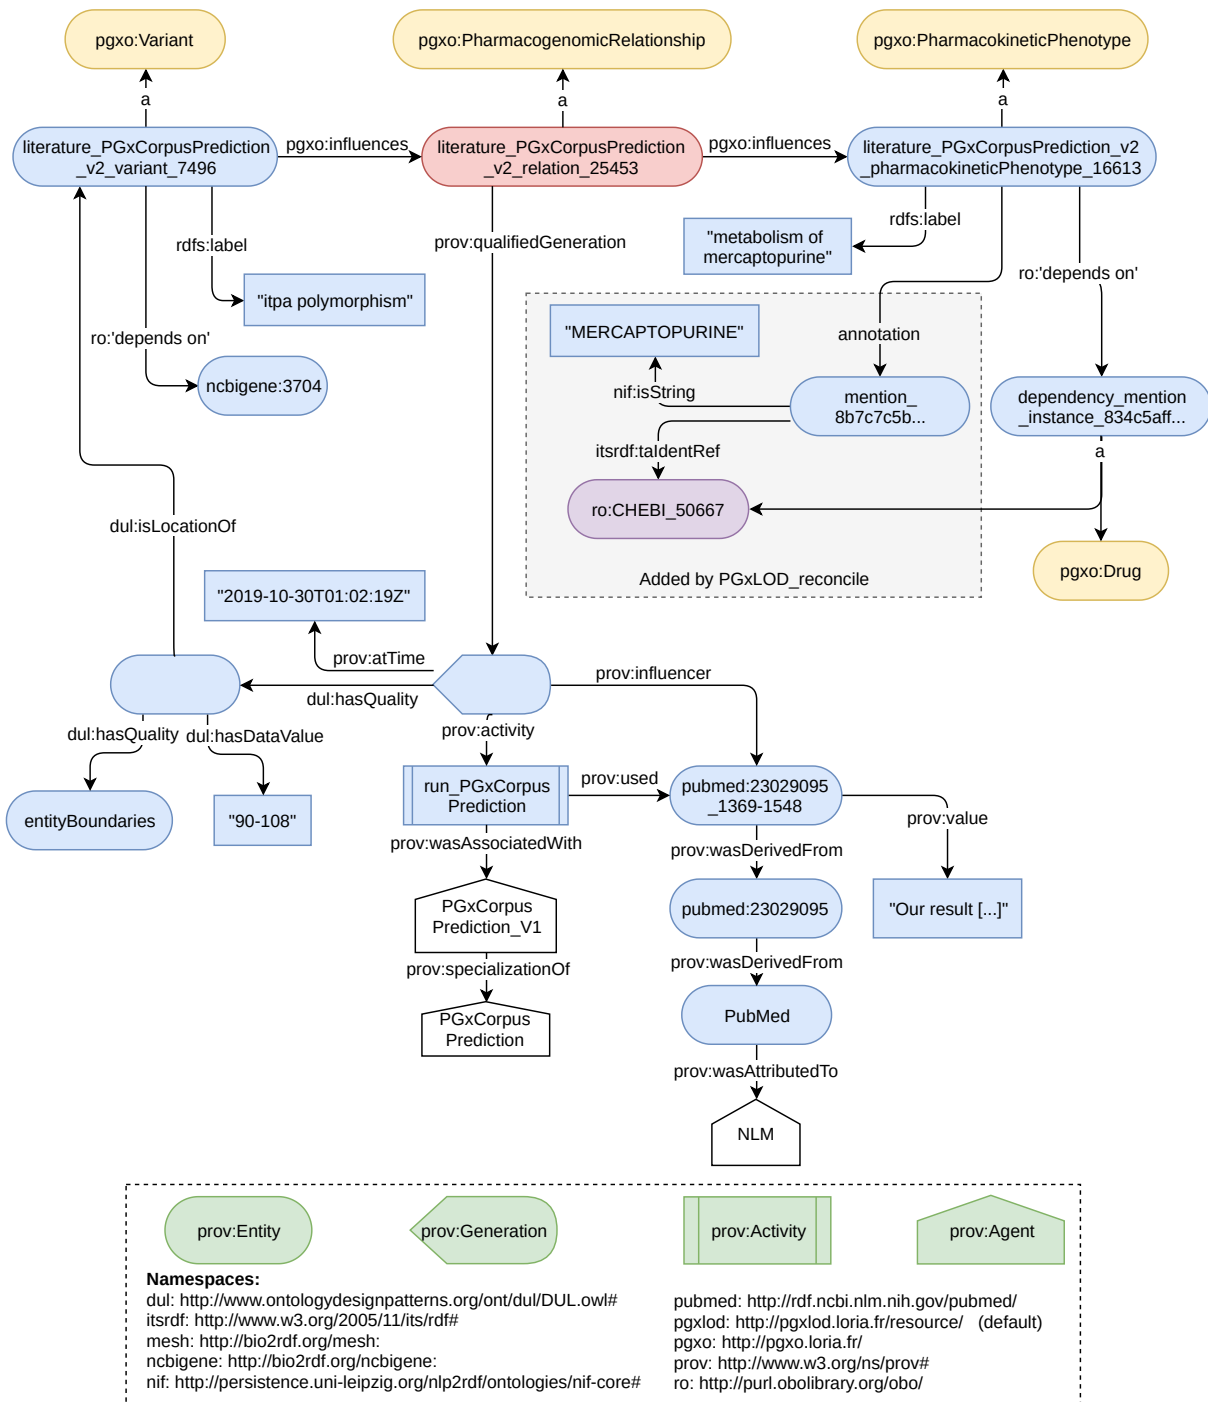 pgxo:Variant
pgxo:PharmacogenomicRelationship
pgxo:PharmacokineticPhenotype
a
a
a
literature_PGxCorpusPrediction
_v2_variant_7496
pgxo:influences
literature_PGxCorpusPrediction
_v2_relation_25453
pgxo:influences
literature_PGxCorpusPrediction_v2
_pharmacokineticPhenotype_16613
rdfs:label
prov:qualifiedGeneration
"metabolism of
mercaptopurine"
rdfs:label
ro:'depends on'
"itpa polymorphism"
ro:'depends on'
"MERCAPTOPURINE"
annotation
ncbigene:3704
nif:isString
mention_
8b7c7c5b...
dependency_mention
_instance_834c5aff...
itsrdf:taIdentRef
a
ro:CHEBI_50667
dul:isLocationOf
Added by PGxLOD_reconcile
pgxo:Drug
"2019-10-30T01:02:19Z"
prov:atTime
prov:influencer
dul:hasQuality
dul:hasQuality
dul:hasDataValue
prov:activity
entityBoundaries
"90-108"
run_PGxCorpus
Prediction
prov:used
pubmed:23029095
_1369-1548
prov:value
prov:wasAssociatedWith
prov:wasDerivedFrom
PGxCorpus
Prediction_V1
pubmed:23029095
"Our result [...]"
prov:specializationOf
prov:wasDerivedFrom
PGxCorpus
Prediction
PubMed
prov:wasAttributedTo
NLM
prov:Entity
prov:Generation
prov:Activity
prov:Agent
Namespaces:
dul: http://www.ontologydesignpatterns.org/ont/dul/DUL.owl#
itsrdf: http://www.w3.org/2005/11/its/rdf#
mesh: http://bio2rdf.org/mesh:
ncbigene: http://bio2rdf.org/ncbigene:
nif: http://persistence.uni-leipzig.org/nlp2rdf/ontologies/nif-core#
pubmed: http://rdf.ncbi.nlm.nih.gov/pubmed/
pgxlod: http://pgxlod.loria.fr/resource/ (default)
pgxo: http://pgxo.loria.fr/
prov: http://www.w3.org/ns/prov#
ro: http://purl.obolibrary.org/obo/